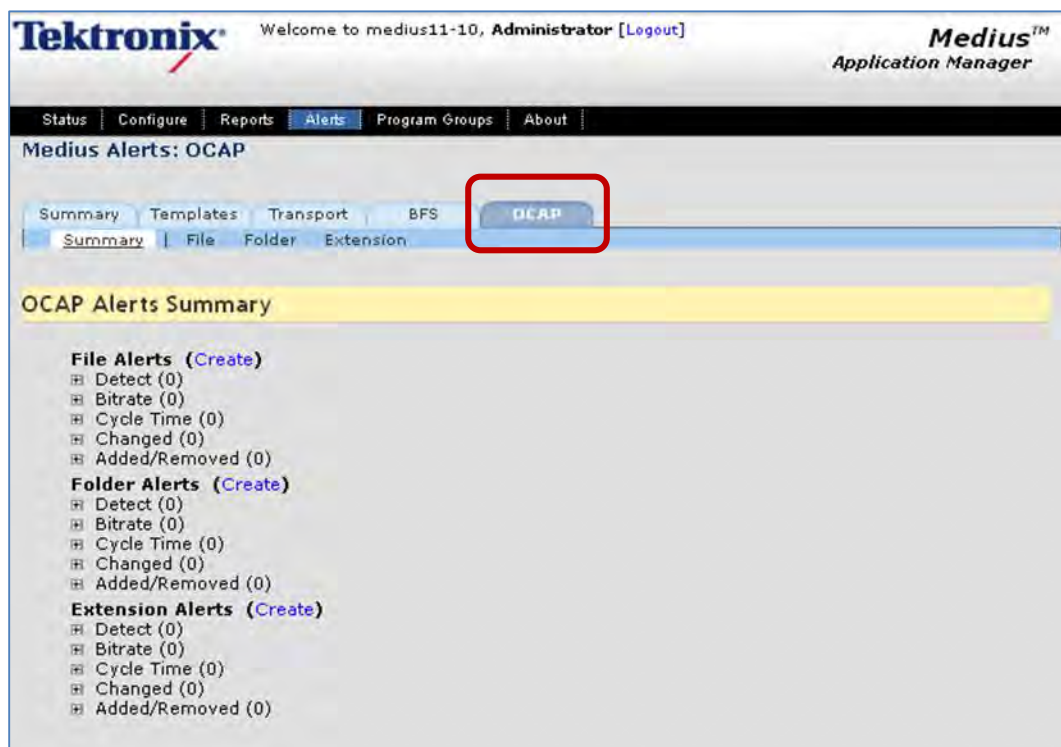 Tektronix Welcome to medius11-10, Administrator [Logout] Medius™
Application Manager
Status Configure Reports Alerts Program Groups About
Medius Alerts: OCAP
Summary Templates Transport BFS OCAP
Summary | File Folder Extension
OCAP Alerts Summary
File Alerts (Create)
Detect (0)
Bitrate (0)
Cycle Time (0)
Changed (0)
Added/Removed (0)
Folder Alerts (Create)
Detect (0)
Bitrate (0)
Cycle Time (0)
Changed (0)
Added/Removed (0)
Extension Alerts (Create)
Detect (0)
Bitrate (0)
Cycle Time (0)
Changed (0)
Added/Removed (0)